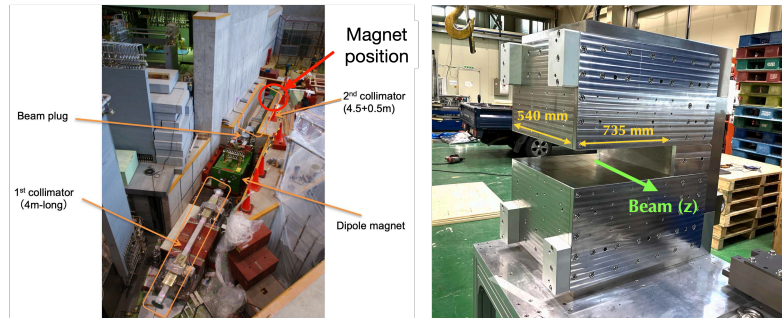 Magnet
position
2nd collimator
(4.5+0.5m)
Beam plug
1st collimator
(4m-long)
Dipole magnet
540 mm
735 mm
Beam (z)